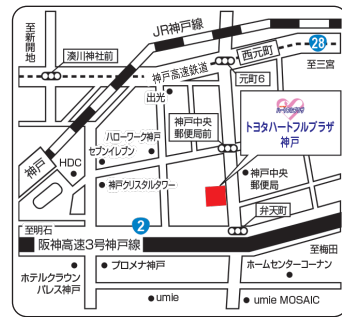 JR神戸線
至新開地
湊川神社前
西元町
28
至三宮
神戸高速鉄道
元町6
出光
神戸中央
郵便局前
トヨタハートフルプラザ
神戸
ハローワーク神戸
セブンイレブン
神戸
HDC
神戸クリスタルタワー
神戸中央
郵便局
弁天町
2
至明石
阪神高速3号神戸線
至梅田
ホテルクラウン
パレス神戸
プロメナ神戸
ホームセンターコーナン
umie
umie MOSAIC